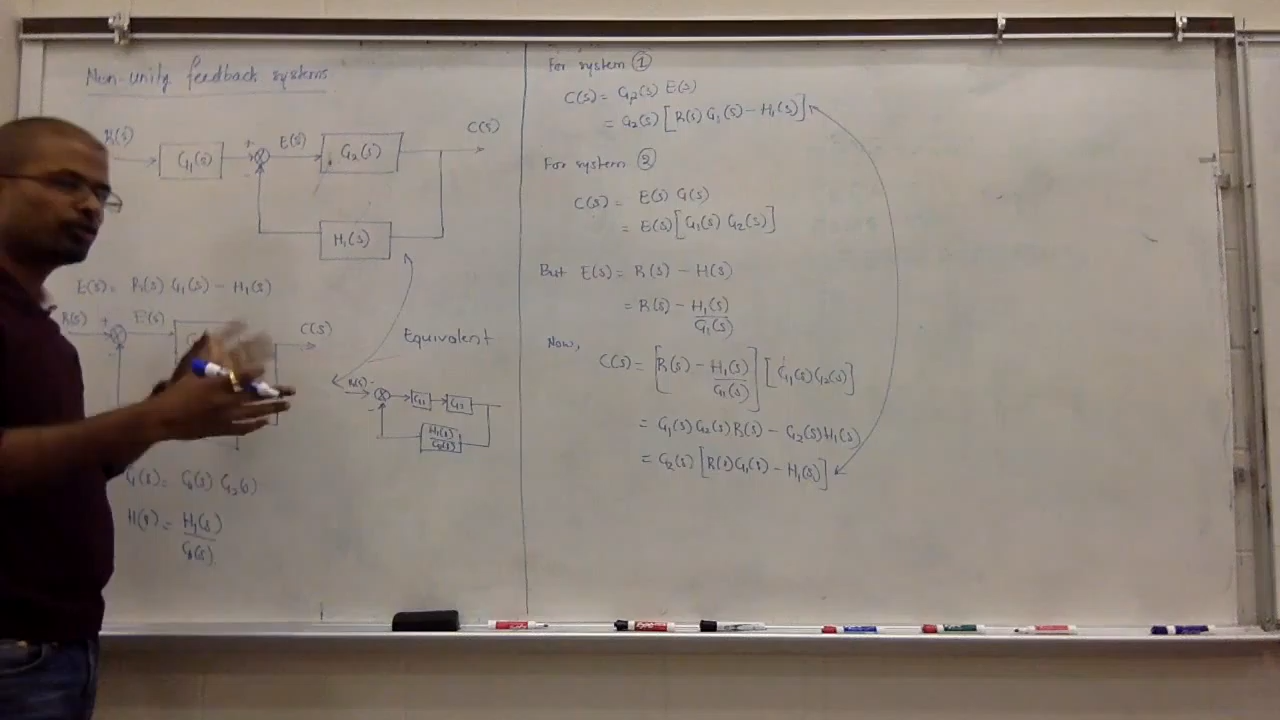 Non-unity feedback systems
R(s)
G₁(s)
+
-
E(s)
G₂(s)
C(s)
H₁(s)
E(s) = R(s) G₁(s) - H₁(s)
R(s)
+
E(s)
C(s)
Equivalent
R(s)
-
G₁
G₂
H₁(s)
G(s) = G₁(s) G₂(s)
H(s) = H₁(s)
G₁(s)
For system ①
C(s) = G₂(s) E(s)
= G₂(s) [R(s) G₁(s) - H₁(s)]
For system ②
C(s) = E(s) G(s)
= E(s) [G₁(s) G₂(s)]
But E(s) = R(s) - H(s)
= R(s) - H₁(s)
G₁(s)
Now,
C(s) = [R(s) - H₁(s) / G₁(s)] [G₁(s) G₂(s)]
= G₁(s) G₂(s) R(s) - G₂(s) H₁(s)
= G₂(s) [R(s) G₁(s) - H₁(s)]